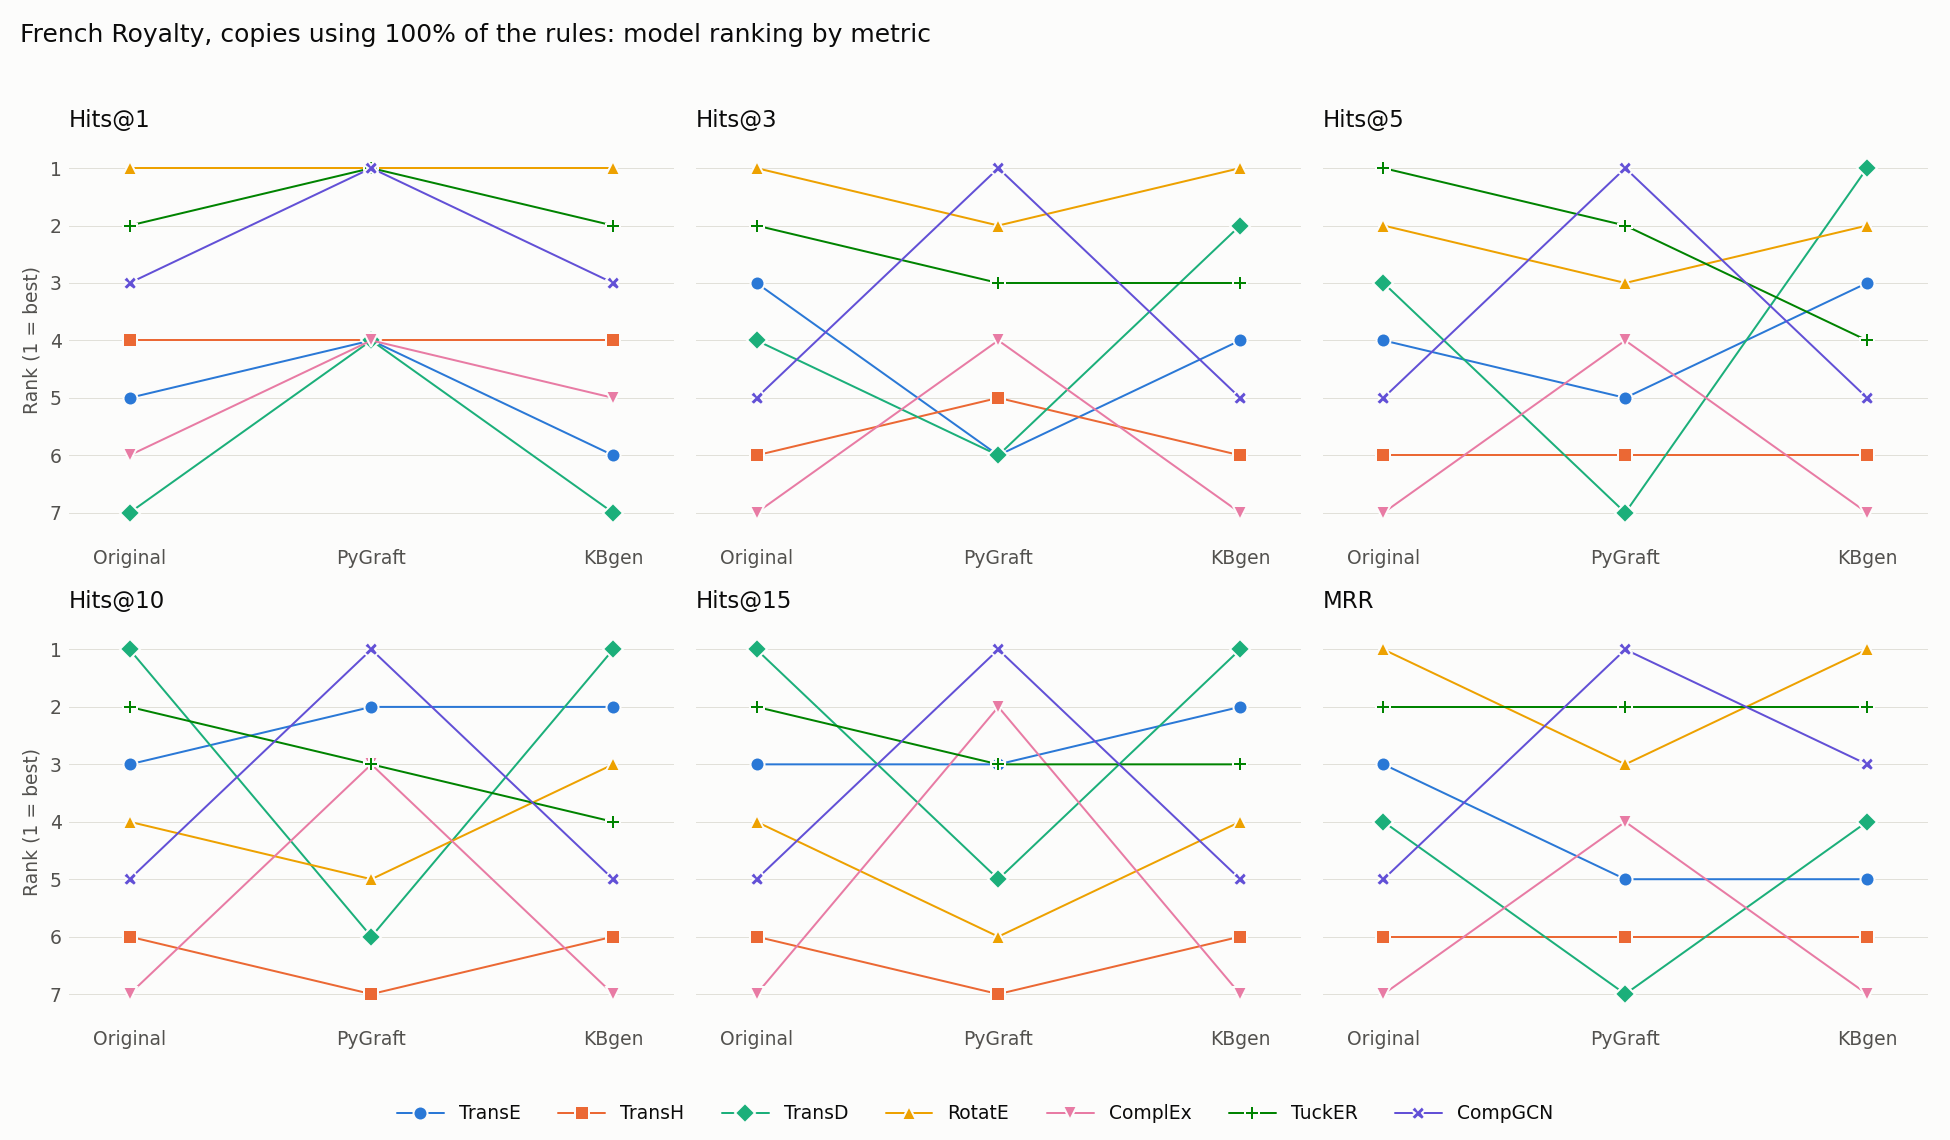 French Royalty, copies using 100% of the rules: model ranking by metric
Hits@1
Hits@3
Hits@5
Rank (1 = best)
1
2
3
4
5
6
7
Original PyGraft KBgen
Original PyGraft KBgen
Original PyGraft KBgen
Hits@10
Hits@15
MRR
Rank (1 = best)
1
2
3
4
5
6
7
Original PyGraft KBgen
Original PyGraft KBgen
Original PyGraft KBgen
TransE TransH TransD RotatE ComplEx TuckER CompGCN